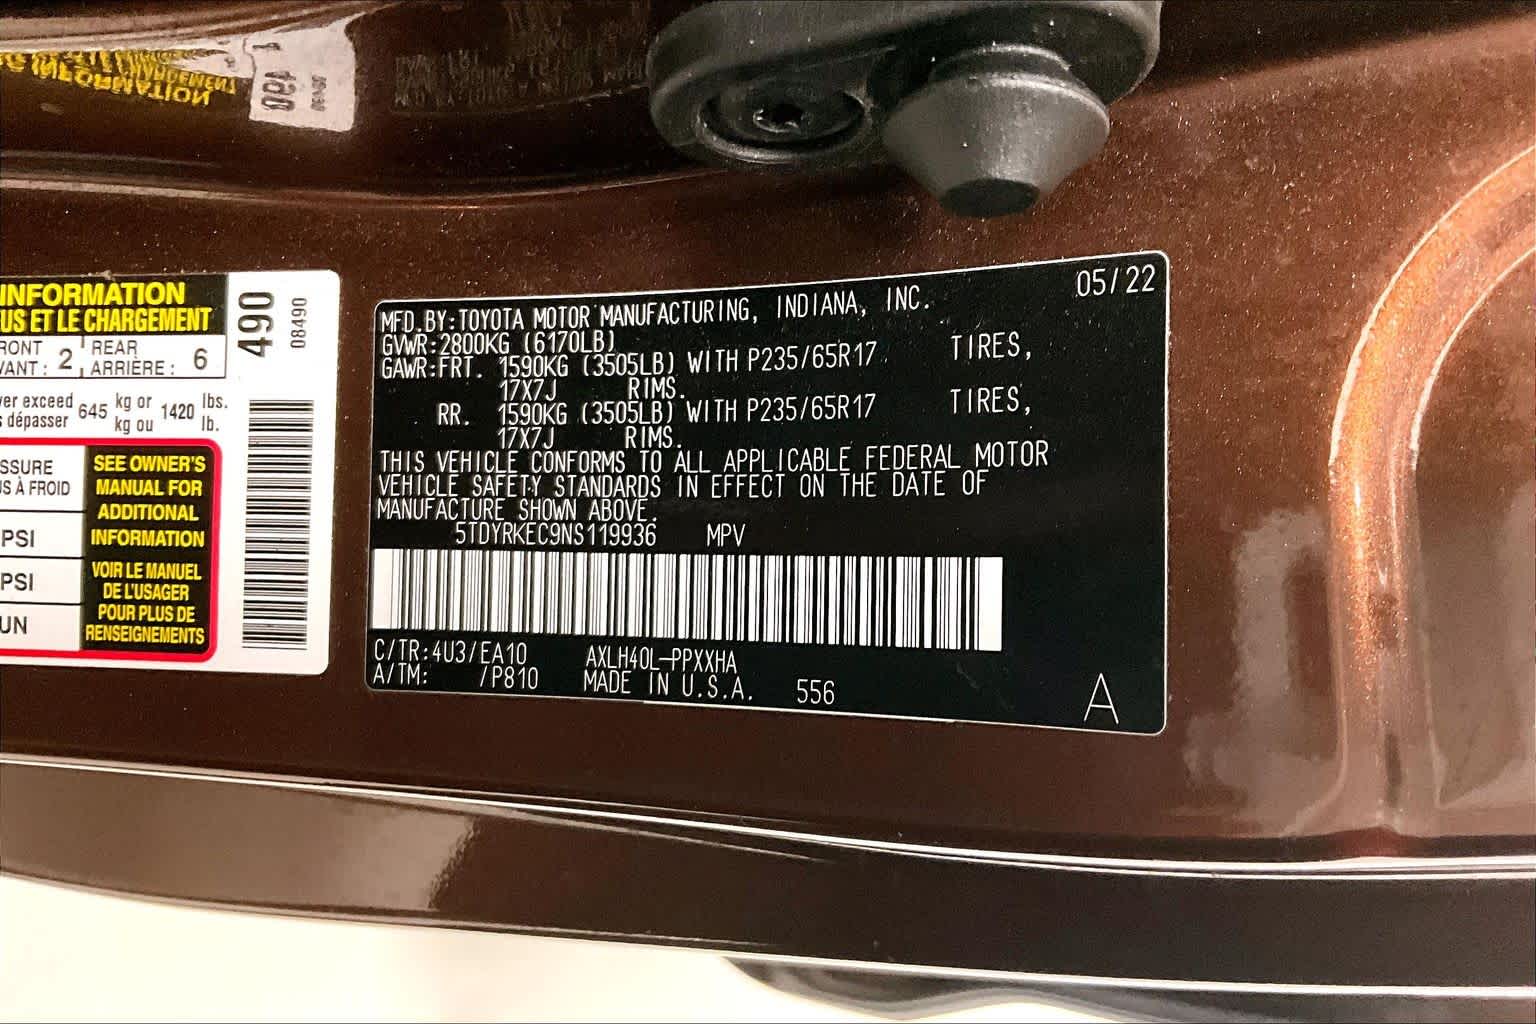 INFORMATION
US ET LE CHARGEMENT
RONT 2 REAR 6
VANT : ARRIÈRE :
ver exceed 645 kg or 1420 lbs.
s dépasser kg ou lb.
SSURE
S À FROID
PSI
PSI
UN
SEE OWNER'S
MANUAL FOR
ADDITIONAL
INFORMATION
VOIR LE MANUEL
DE L'USAGER
POUR PLUS DE
RENSEIGNEMENTS
490
08490
05/22
MFD.BY:TOYOTA MOTOR MANUFACTURING, INDIANA, INC.
GVWR:2800KG (6170LB)
GAWR:FRT. 1590KG (3505LB) WITH P235/65R17 TIRES,
17X7J RIMS.
RR. 1590KG (3505LB) WITH P235/65R17 TIRES,
17X7J RIMS.
THIS VEHICLE CONFORMS TO ALL APPLICABLE FEDERAL MOTOR
VEHICLE SAFETY STANDARDS IN EFFECT ON THE DATE OF
MANUFACTURE SHOWN ABOVE.
5TDYRKEC9NS119936 MPV
C/TR:4U3/EA10 AXLH40L-PPXXHA
A/TM: /P810 MADE IN U.S.A. 556
A